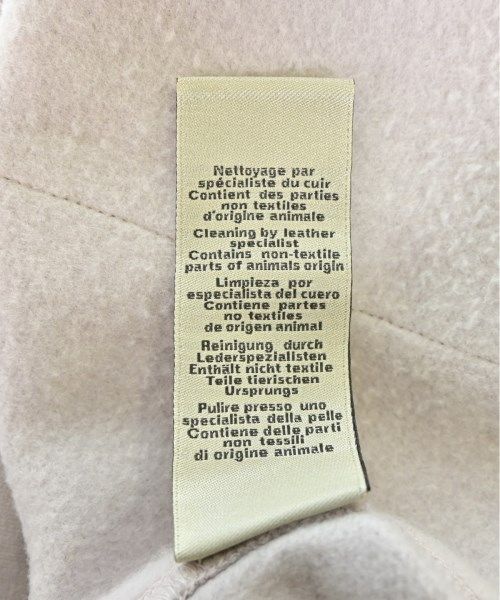 Nettoyage par
spécialiste du cuir
Contient des parties
non textiles
d'origine animale
Cleaning by leather
specialist
Contains non-textile
parts of animals origin
Limpieza por
especialista del cuero
Contiene partes
no textiles
de origen animal
Reinigung durch
Lederspezialisten
Enthält nicht textile
Teile tierischen
Ursprungs
Pulire presso uno
specialista della pelle
Contiene delle parti
non tessili
di origine animale